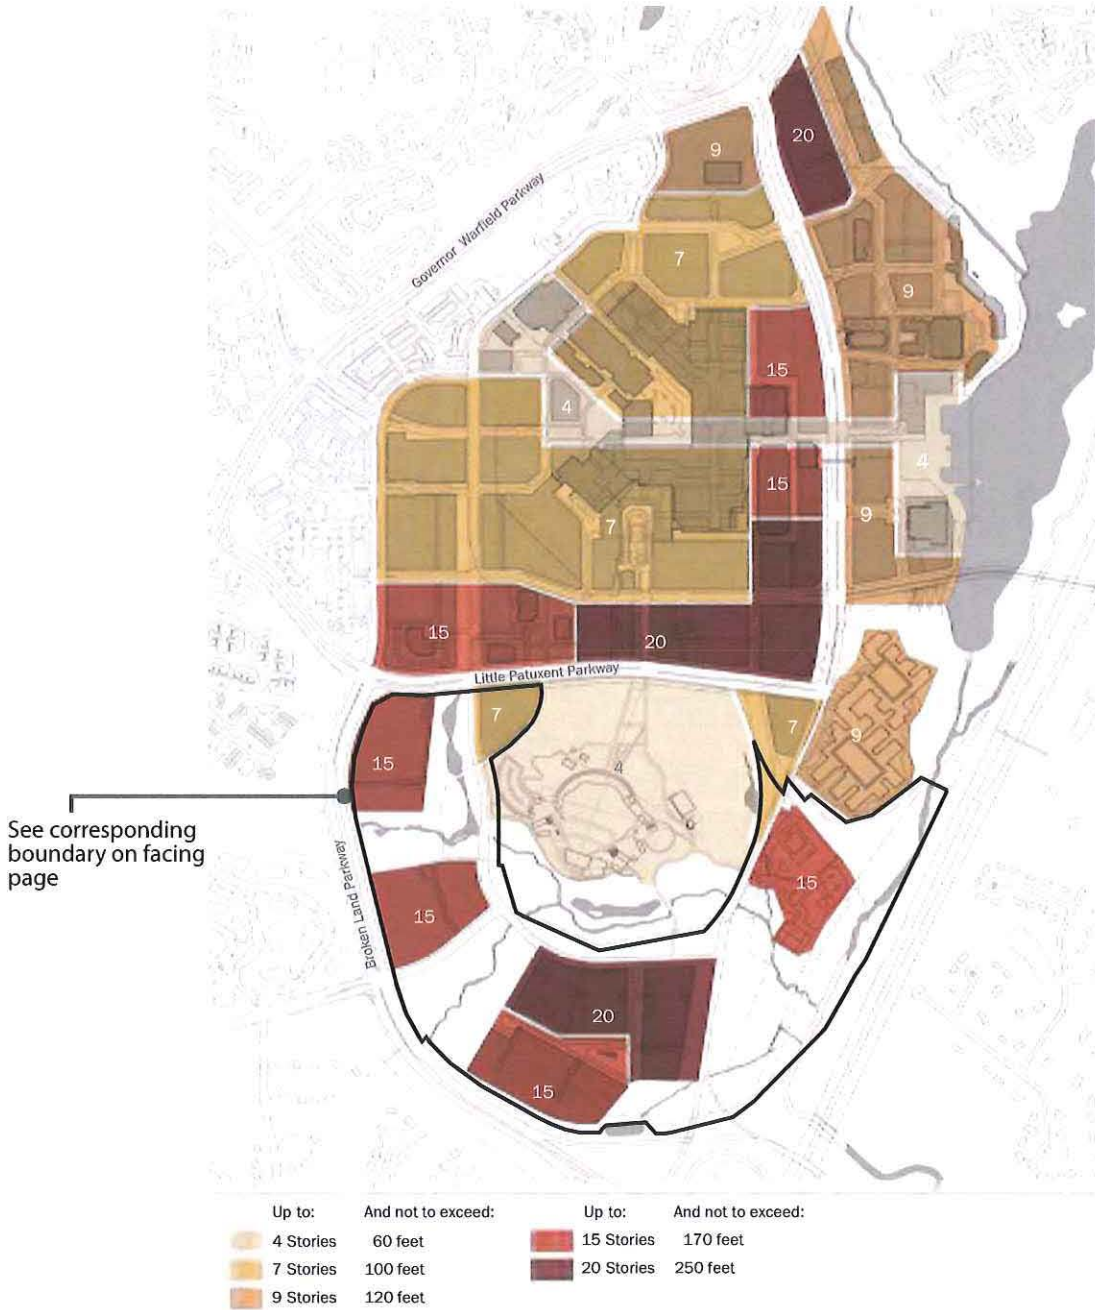 20
9
Governor Warfield Parkway
7
9
15
4
4
15
9
7
15
20
Little Patuxent Parkway
7
7
9
15
4
See corresponding
boundary on facing
page
Broken Land Parkway
15
15
20
15
Up to: And not to exceed: Up to: And not to exceed:
4 Stories 60 feet 15 Stories 170 feet
7 Stories 100 feet 20 Stories 250 feet
9 Stories 120 feet